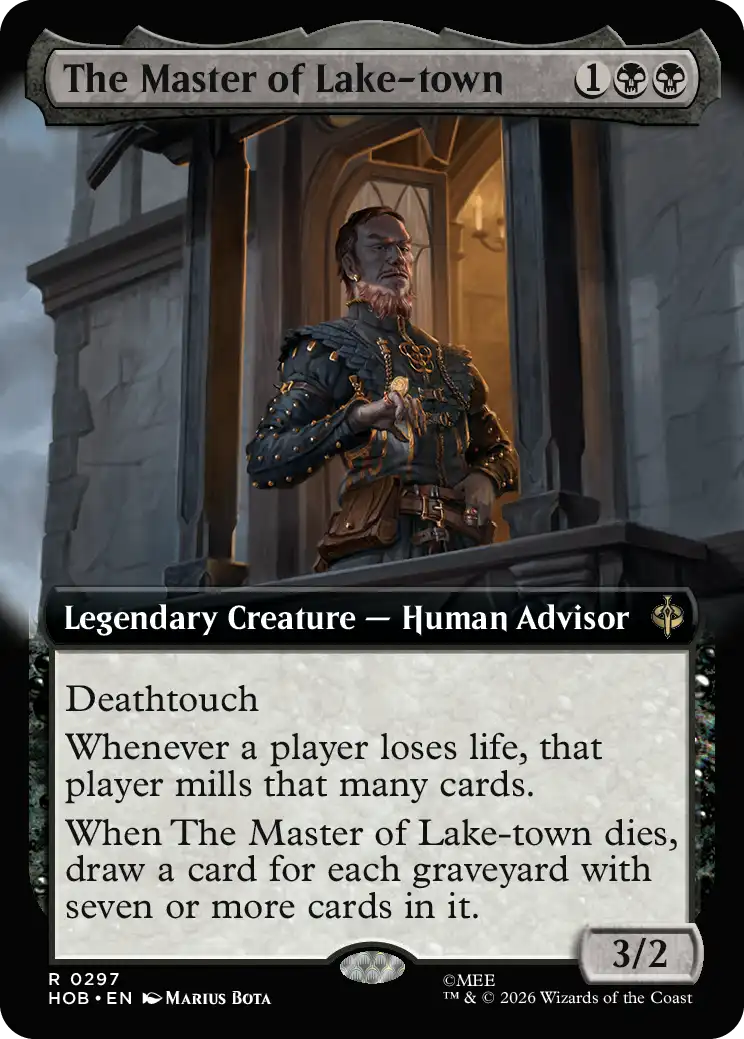 The Master of Lake-town 1
Legendary Creature — Human Advisor
Deathtouch
Whenever a player loses life, that
player mills that many cards.
When The Master of Lake-town dies,
draw a card for each graveyard with
seven or more cards in it.
3/2
R 0297
HOB • EN Marius Bota
©MEE
™ & © 2026 Wizards of the Coast